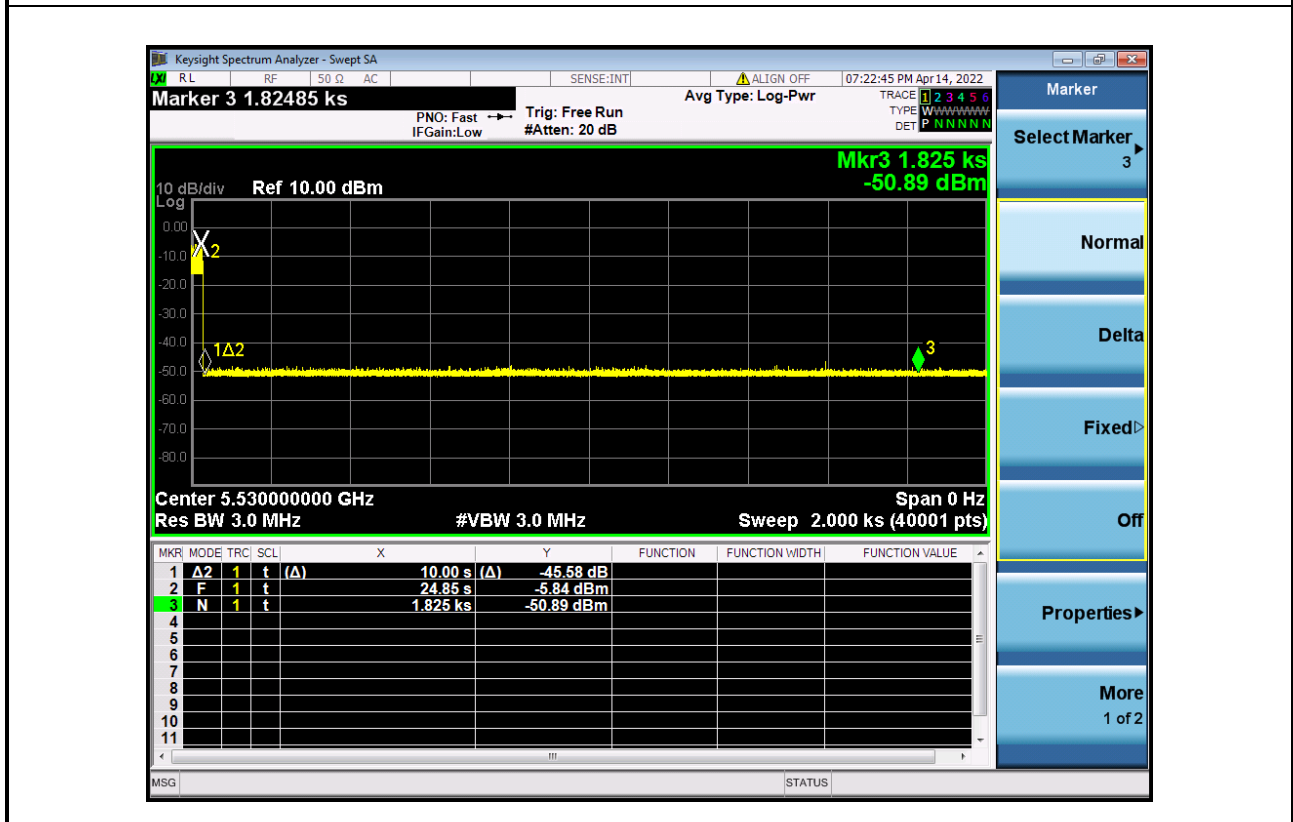 Keysight Spectrum Analyzer - Swept SA
LXI RL RF 50 Ω AC SENSE:INT ALIGN OFF 07:22:45 PM Apr 14, 2022
Marker 3 1.82485 ks
PNO: Fast
IFGain:Low
Trig: Free Run
#Atten: 20 dB
Avg Type: Log-Pwr
TRACE 1 2 3 4 5 6
TYPE WWWWWW
DET P N N N N N
Mkr3 1.825 ks
-50.89 dBm
10 dB/div Ref 10.00 dBm
Log
0.00
-10.0
-20.0
-30.0
-40.0
-50.0
-60.0
-70.0
-80.0
2
1Δ2
3
Center 5.530000000 GHz Span 0 Hz
Res BW 3.0 MHz #VBW 3.0 MHz Sweep 2.000 ks (40001 pts)
MKR MODE TRC SCL X Y FUNCTION FUNCTION WIDTH FUNCTION VALUE
1 Δ2 1 t (Δ) 10.00 s (Δ) -45.58 dB
2 F 1 t 24.85 s -5.84 dBm
3 N 1 t 1.825 ks -50.89 dBm
4
5
6
7
8
9
10
11
MSG STATUS
Marker
Select Marker
3
Normal
Delta
Fixed
Off
Properties
More
1 of 2